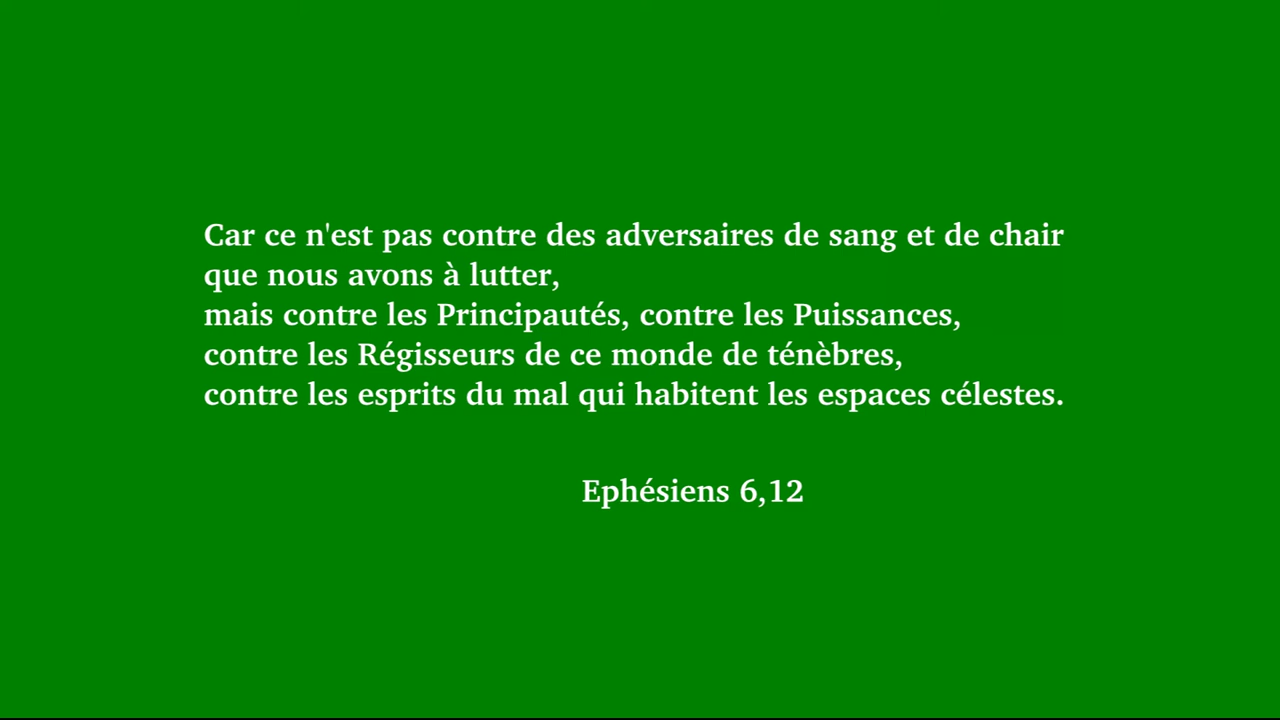 Car ce n'est pas contre des adversaires de sang et de chair
que nous avons à lutter,
mais contre les Principautés, contre les Puissances,
contre les Régisseurs de ce monde de ténèbres,
contre les esprits du mal qui habitent les espaces célestes.
Ephésiens 6,12